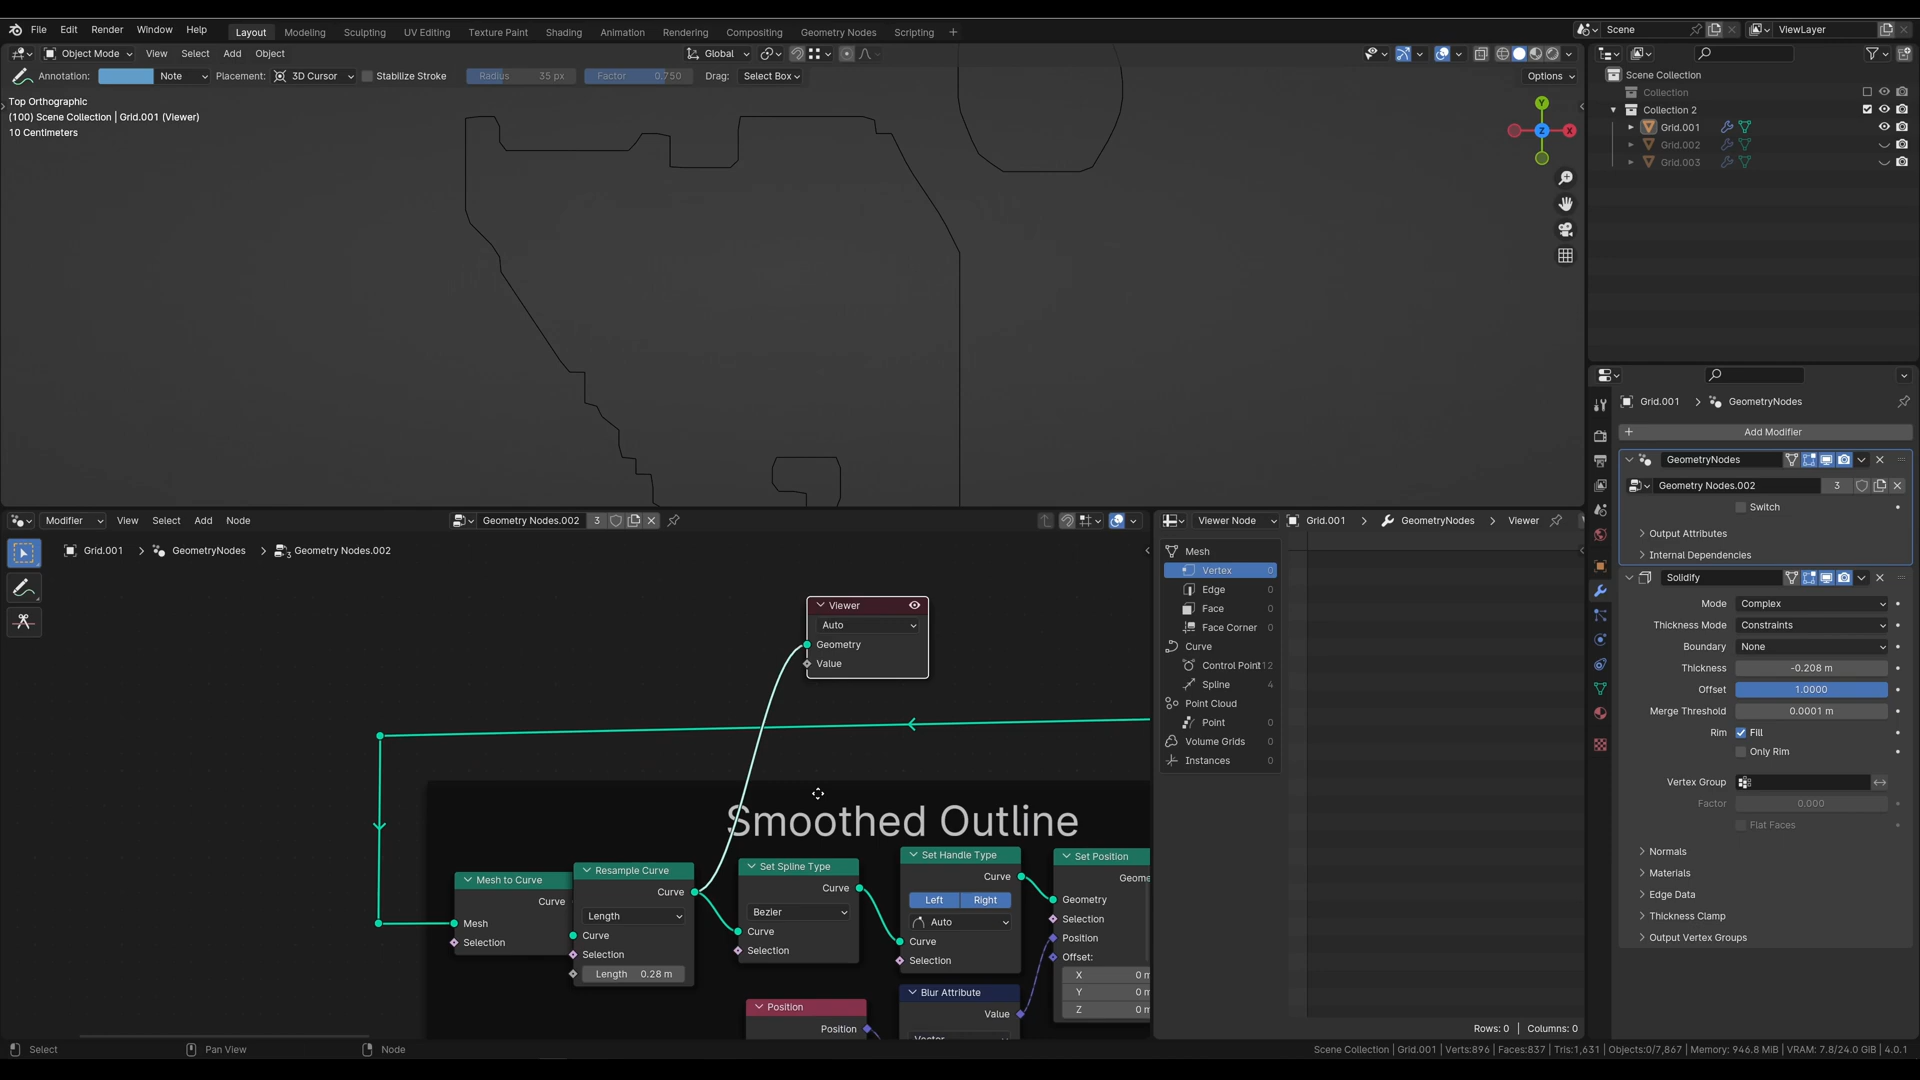 File Edit Render Window Help Layout Modeling Sculpting UV Editing Texture Paint Shading Animation Rendering Compositing Geometry Nodes Scripting + Scene ViewLayer
Object Mode View Select Add Object Global
Annotation: Note Placement: 3D Cursor Stabilize Stroke Radius 35 px Factor 0.750 Drag: Select Box Options
Top Orthographic
(100) Scene Collection | Grid.001 (Viewer)
10 Centimeters
Y
Z
X
Scene Collection
Collection
Collection 2
Grid.001
Grid.002
Grid.003
Modifier View Select Add Node Geometry Nodes.002 3
Grid.001 > GeometryNodes > Geometry Nodes.002
Viewer
Auto
Geometry
Value
Smoothed Outline
Mesh to Curve
Curve
Mesh
Selection
Resample Curve
Curve
Length
Curve
Selection
Length 0.28 m
Set Spline Type
Curve
Bezier
Curve
Selection
Set Handle Type
Curve
Left Right
Auto
Curve
Selection
Set Position
Geome
Geometry
Selection
Position
Offset:
X 0 m
Y 0 m
Z 0 m
Position
Position
Blur Attribute
Value
Viewer Node Grid.001 > GeometryNodes > Viewer
Mesh
Vertex 0
Edge 0
Face 0
Face Corner 0
Curve
Control Point 12
Spline 4
Point Cloud
Point 0
Volume Grids 0
Instances 0
Rows: 0 | Columns: 0
Grid.001 > GeometryNodes
+ Add Modifier
GeometryNodes
Geometry Nodes.002 3
Switch
Output Attributes
Internal Dependencies
Solidify
Mode Complex
Thickness Mode Constraints
Boundary None
Thickness -0.208 m
Offset 1.0000
Merge Threshold 0.0001 m
Rim Fill
Only Rim
Vertex Group
Factor 0.000
Flat Faces
Normals
Materials
Edge Data
Thickness Clamp
Output Vertex Groups
Select Pan View Node Scene Collection | Grid.001 | Verts:896 | Faces:837 | Tris:1,631 | Objects:0/7,867 | Memory: 946.8 MiB | VRAM: 7.8/24.0 GiB | 4.0.1